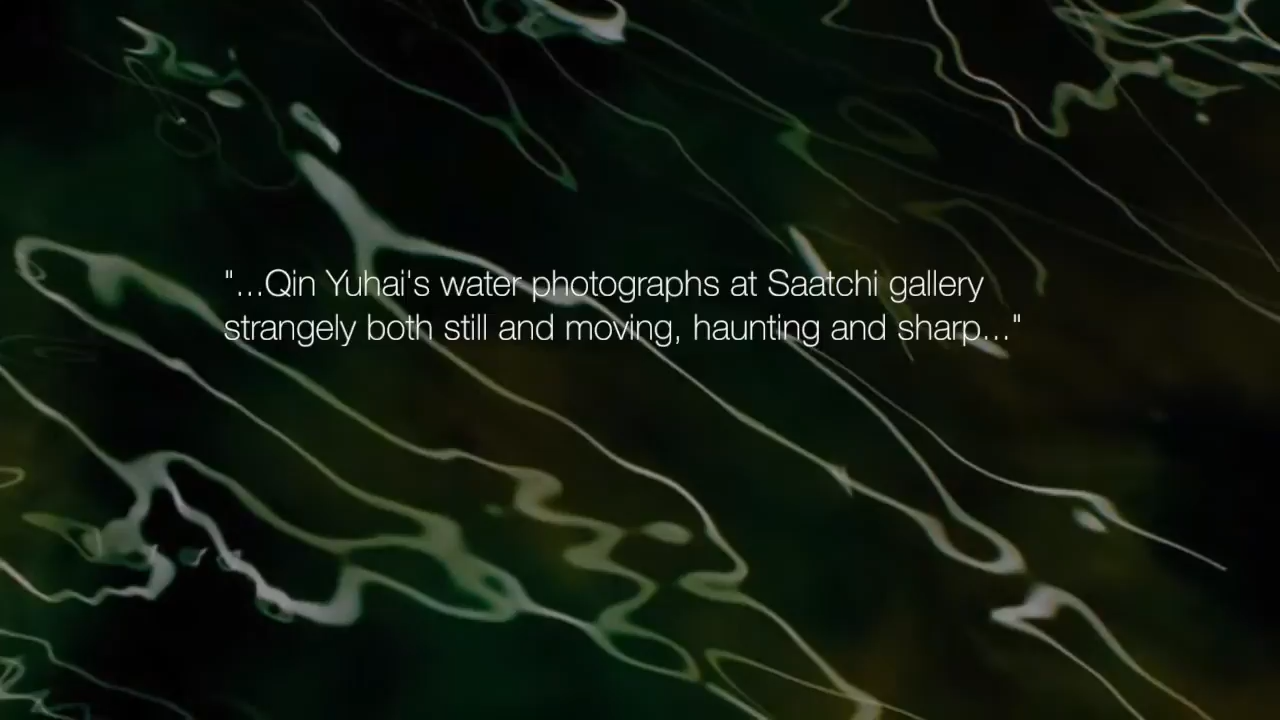 "...Qin Yuhai's water photographs at Saatchi gallery
strangely both still and moving, haunting and sharp..."